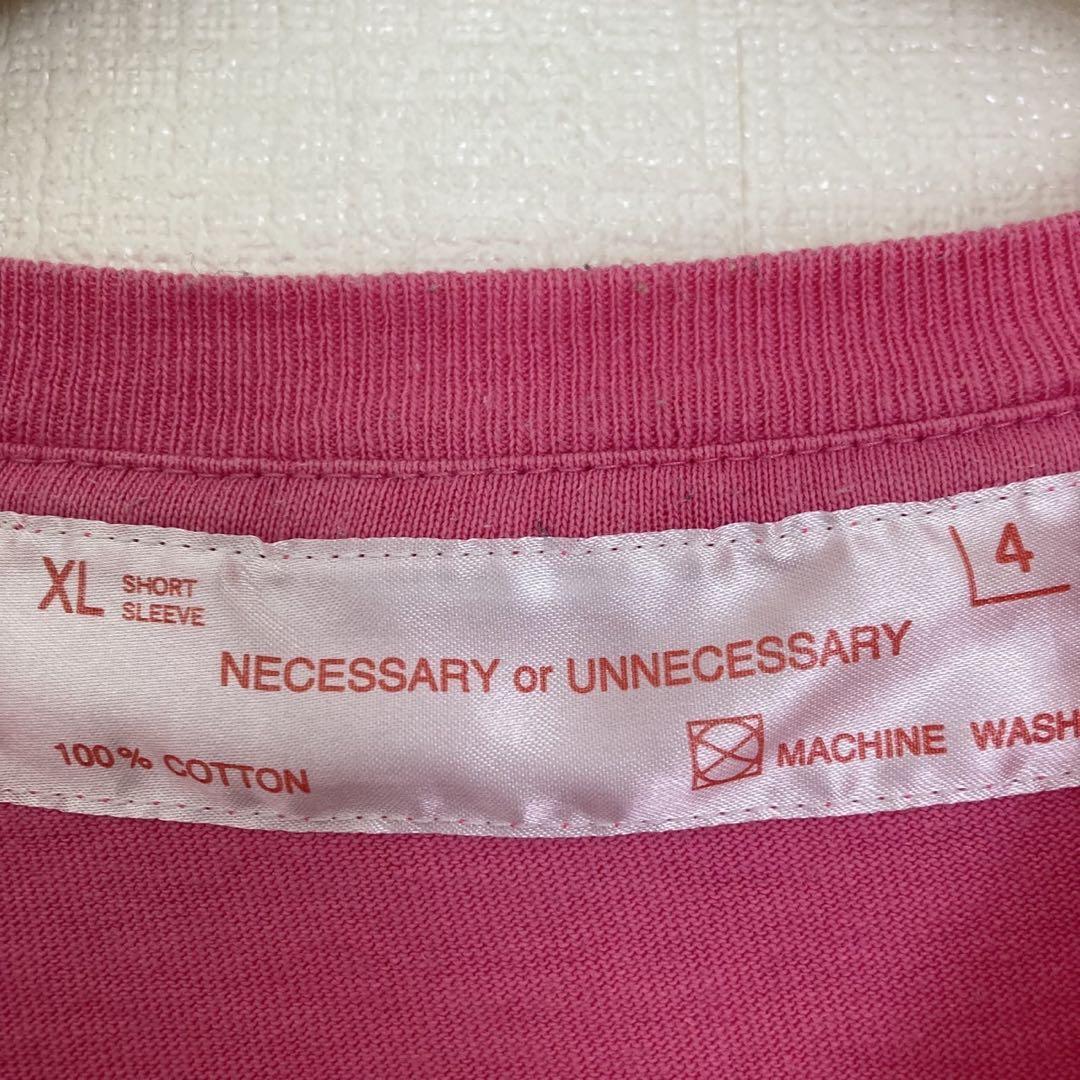 XL SHORT
SLEEVE
4
NECESSARY or UNNECESSARY
100% COTTON
MACHINE WASH